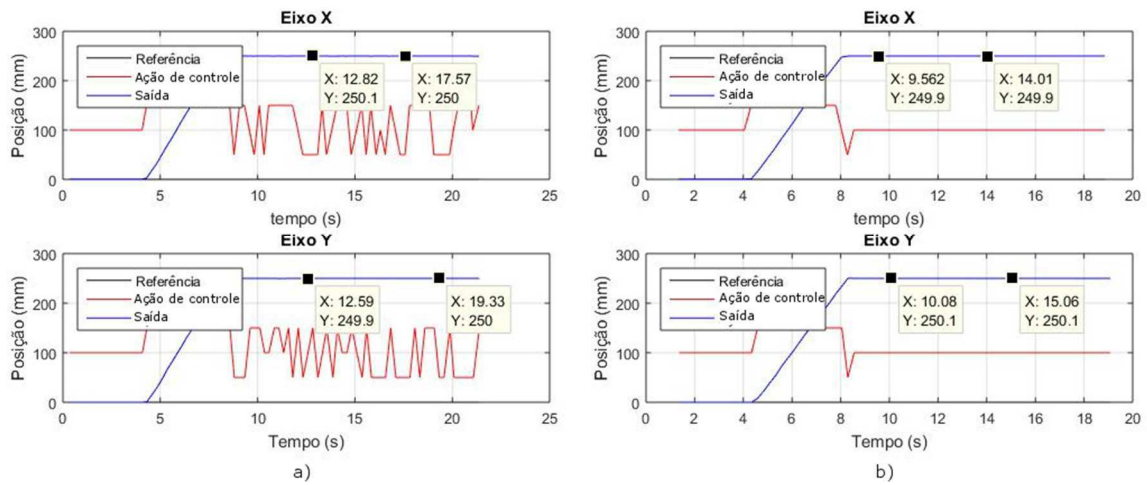 Eixo X
Posição (mm)
300
200
100
0
Referência
Ação de controle
Saída
X: 12.82
Y: 250.1
X: 17.57
Y: 250
0 5 10 15 20 25
tempo (s)
Eixo Y
Posição (mm)
300
200
100
0
Referência
Ação de controle
Saída
X: 12.59
Y: 249.9
X: 19.33
Y: 250
0 5 10 15 20 25
Tempo (s)
a)
Eixo X
Posição (mm)
300
200
100
0
Referência
Ação de controle
Saída
X: 9.562
Y: 249.9
X: 14.01
Y: 249.9
0 2 4 6 8 10 12 14 16 18 20
tempo (s)
Eixo Y
Posição (mm)
300
200
100
0
Referência
Ação de controle
Saída
X: 10.08
Y: 250.1
X: 15.06
Y: 250.1
0 2 4 6 8 10 12 14 16 18 20
Tempo (s)
b)